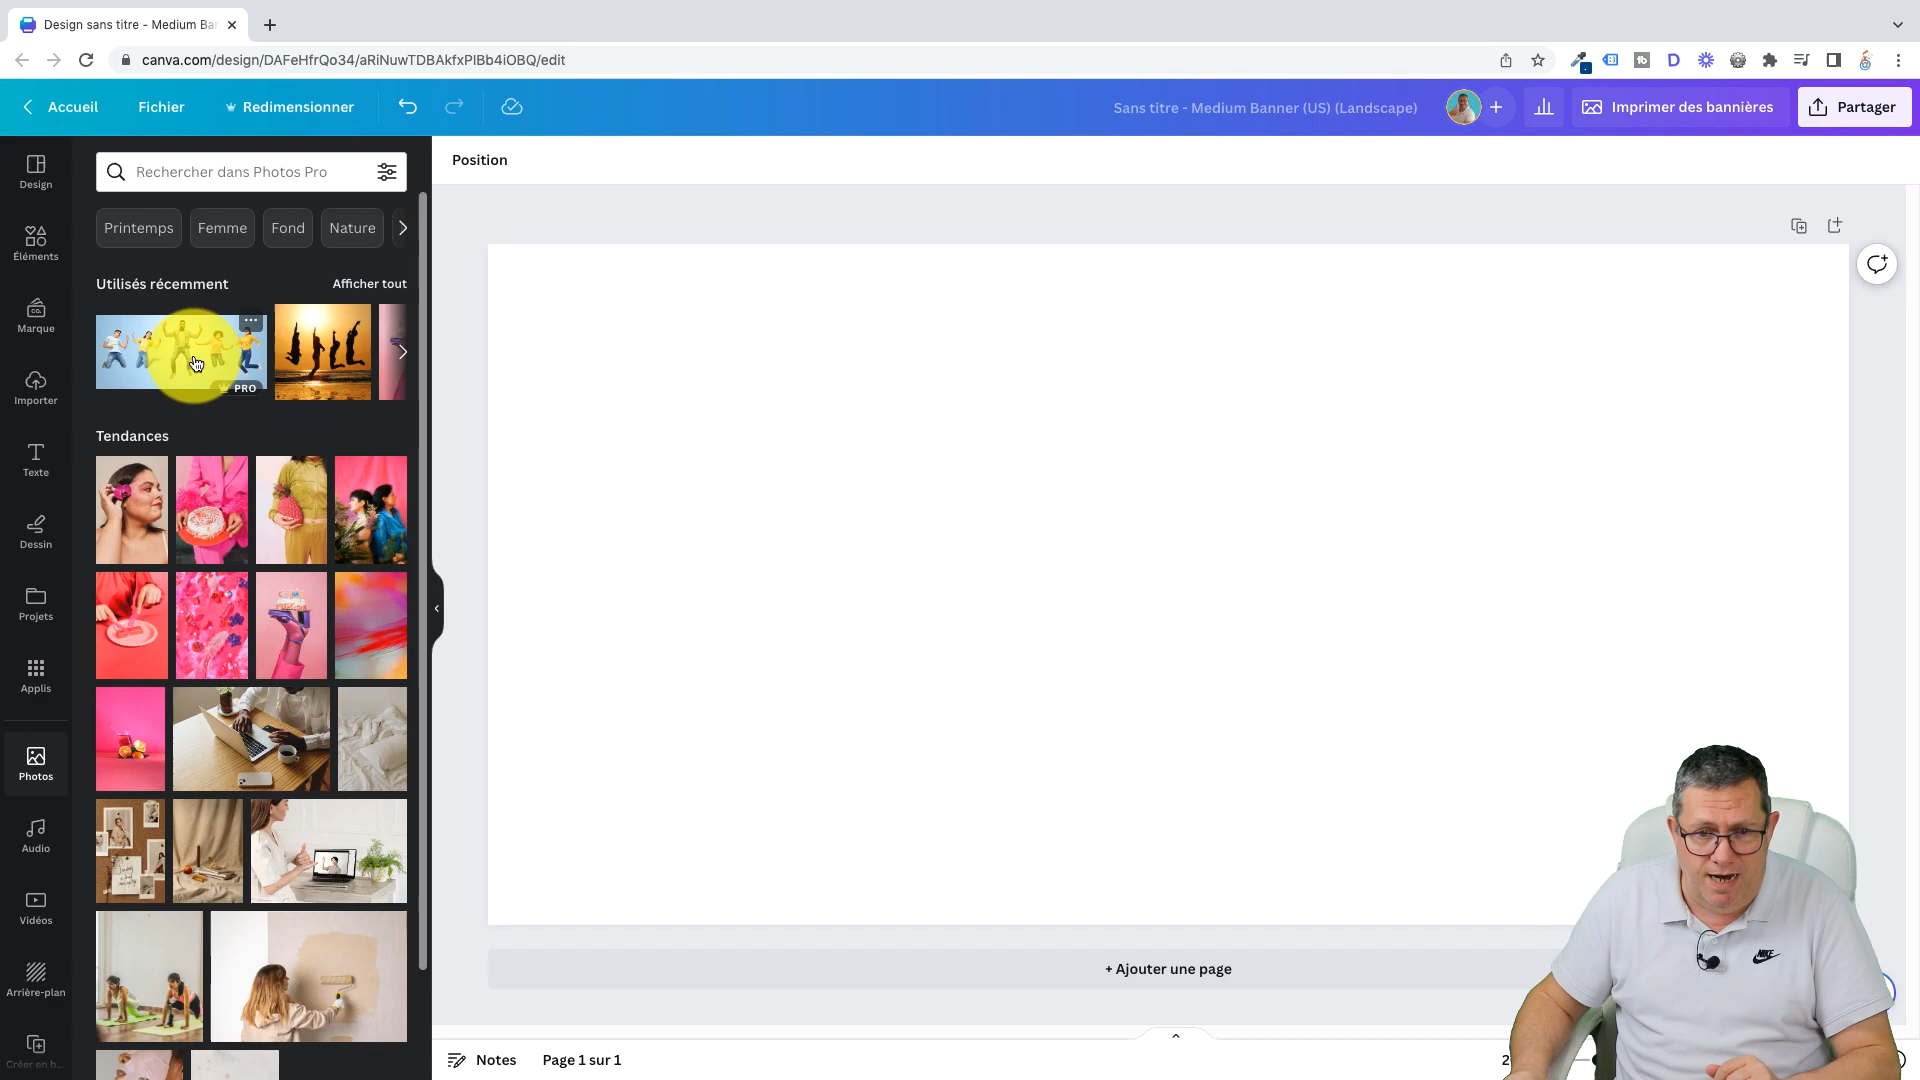 Design sans titre - Medium Ba
canva.com/design/DAFeHfrQo34/aRiNuwTDBAkfxPIBb4iOBQ/edit
Accueil
Fichier
Redimensionner
Sans titre - Medium Banner (US) (Landscape)
Imprimer des bannières
Partager
Design
Éléments
Marque
Importer
Texte
Dessin
Projets
Applis
Photos
Audio
Vidéos
Arrière-plan
Créer en b...
Rechercher dans Photos Pro
Printemps
Femme
Fond
Nature
Utilisés récemment
Afficher tout
PRO
Tendances
Position
+ Ajouter une page
Notes
Page 1 sur 1